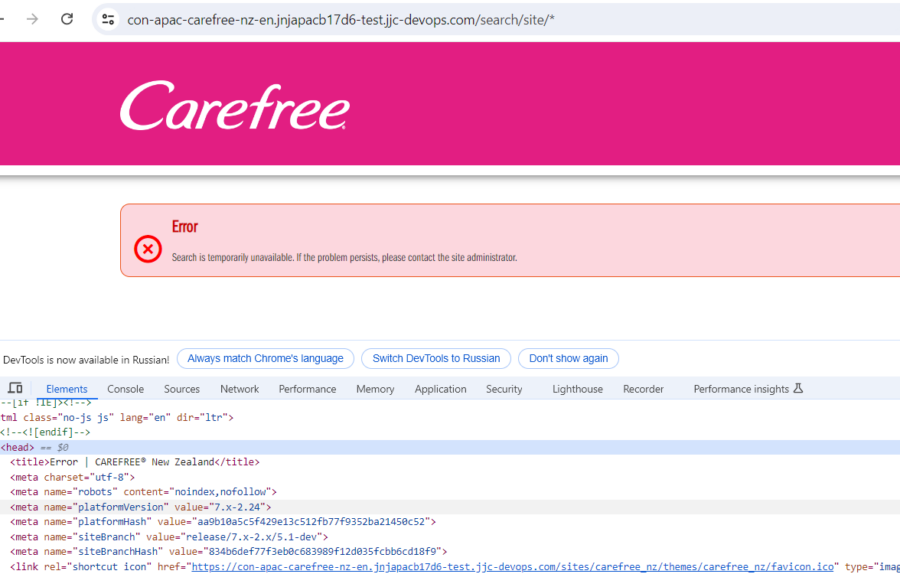 con-apac-carefree-nz-en.jnjapacb17d6-test.jjc-devops.com/search/site/*
Carefree®
Error
Search is temporarily unavailable. If the problem persists, please contact the site administrator.
DevTools is now available in Russian! Always match Chrome's language Switch DevTools to Russian Don't show again
Elements Console Sources Network Performance Memory Application Security Lighthouse Recorder Performance insights
--[if !IE]><!-->
tml class="no-js js" lang="en" dir="ltr">
<!--<![endif]-->
<head> == $0
<title>Error | CAREFREE® New Zealand</title>
<meta charset="utf-8">
<meta name="robots" content="noindex,nofollow">
<meta name="platformVersion" value="7.x-2.24">
<meta name="platformHash" value="aa9b10a5c5f429e13c512fb77f9352ba21450c52">
<meta name="siteBranch" value="release/7.x-2.x/5.1-dev">
<meta name="siteBranchHash" value="834b6def77f3eb0c683989f12d035fcbb6cd18f9">
<link rel="shortcut icon" href="https://con-apac-carefree-nz-en.jnjapacb17d6-test.jjc-devops.com/sites/carefree_nz/themes/carefree_nz/favicon.ico" type="imag